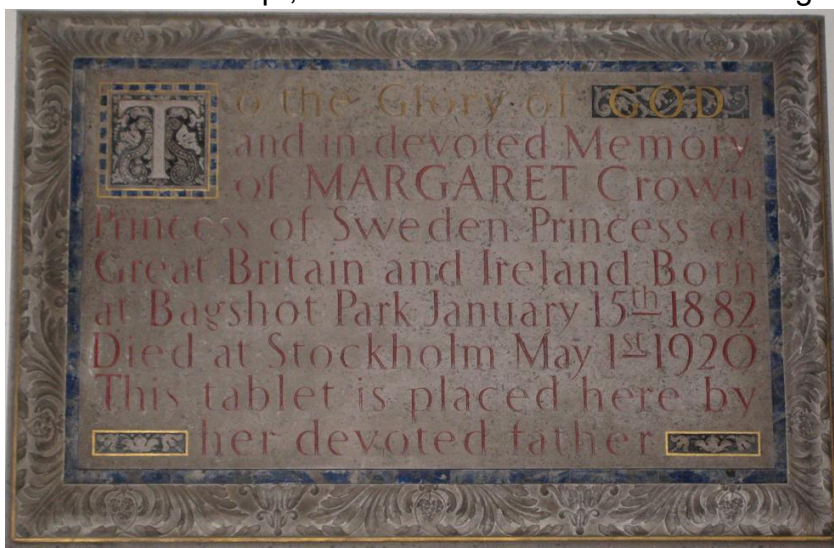 To the Glory of GOD
and in devoted Memory
of MARGARET Crown
Princess of Sweden Princess of
Great Britain and Ireland Born
at Bagshot Park January 15th 1882
Died at Stockholm May 1st 1920
This tablet is placed here by
her devoted father